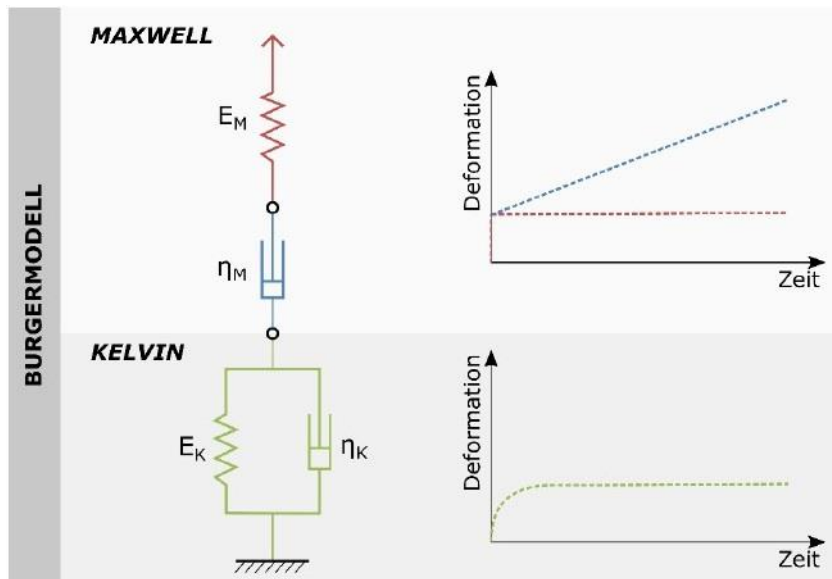 BURGERMODELL
MAXWELL
E_M
η_M
Deformation
Zeit
KELVIN
E_K
η_K
Deformation
Zeit